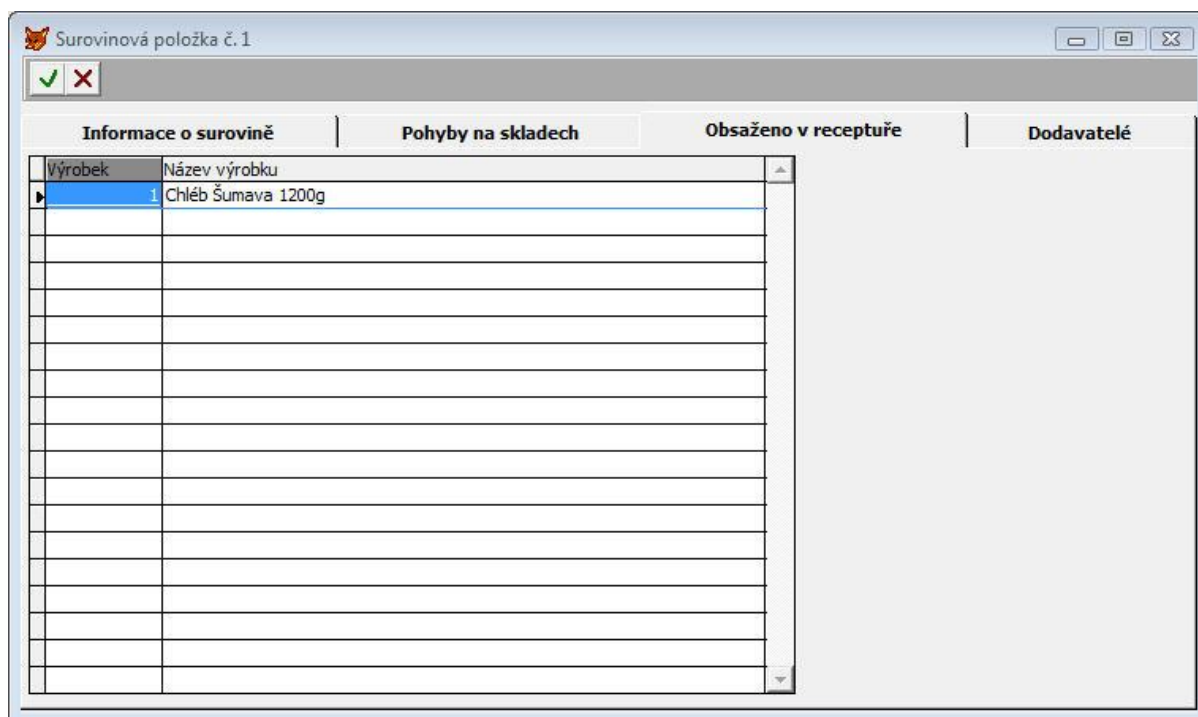 Surovinová položka č. 1
Informace o surovině Pohyby na skladech Obsaženo v receptuře Dodavatelé
Výrobek Název výrobku
1 Chléb Šumava 1200g